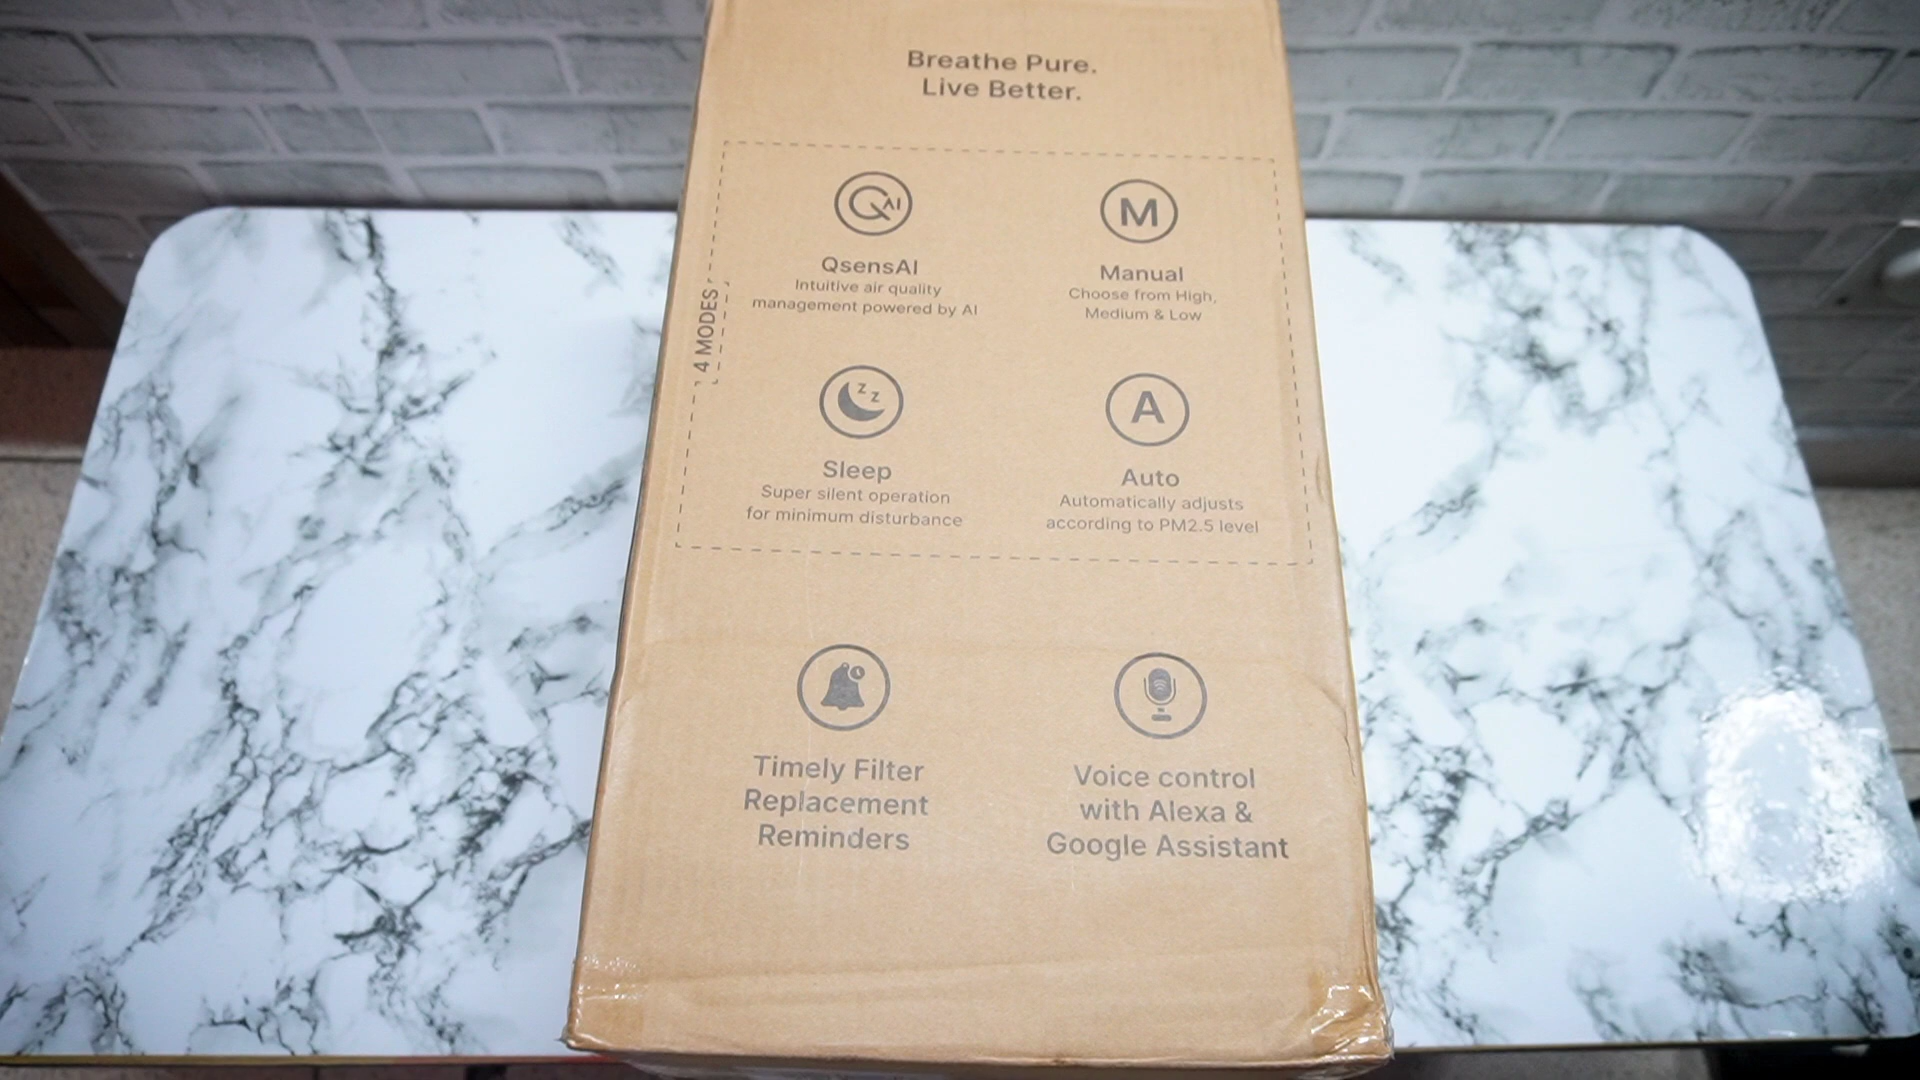 Breathe Pure.
Live Better.
4 MODES
QAI
QsensAI
Intuitive air quality
management powered by AI
M
Manual
Choose from High,
Medium & Low
z z
Sleep
Super silent operation
for minimum disturbance
A
Auto
Automatically adjusts
according to PM2.5 level
Timely Filter
Replacement
Reminders
Voice control
with Alexa &
Google Assistant